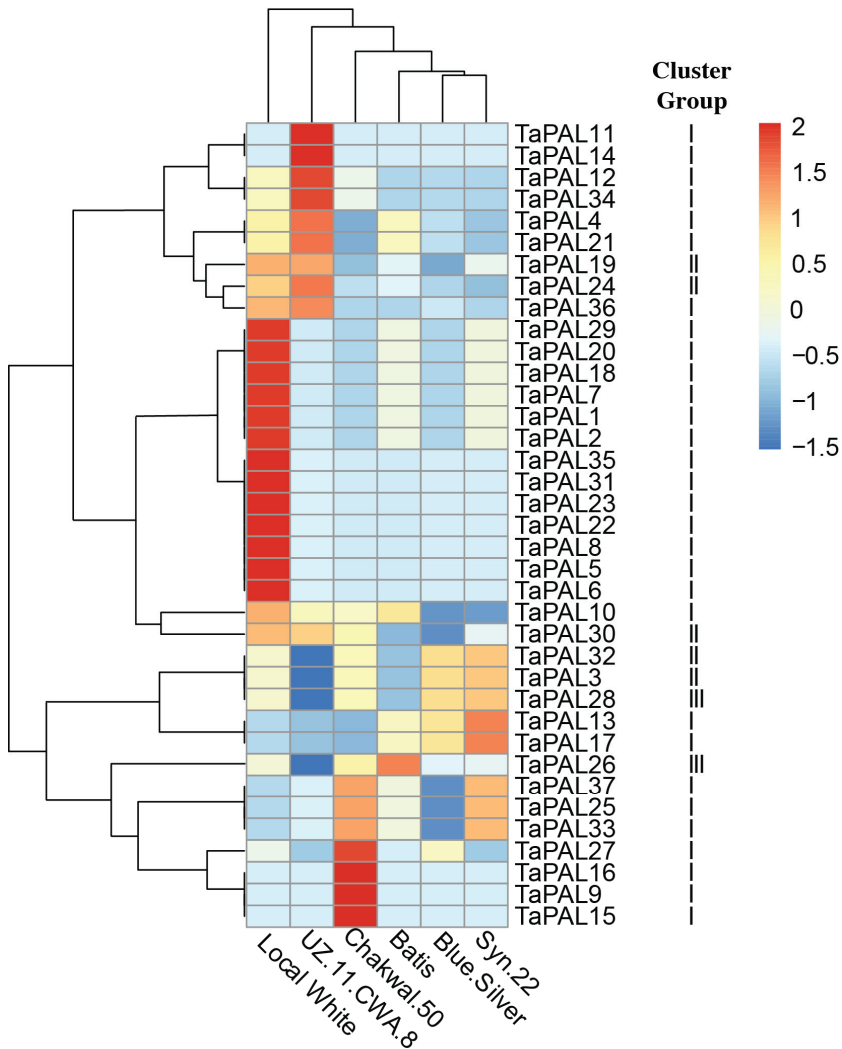 Cluster
Group
TaPAL11 I
TaPAL14 I
TaPAL12 I
TaPAL34 I
TaPAL4 I
TaPAL21 I
TaPAL19 II
TaPAL24 II
TaPAL36 I
TaPAL29 I
TaPAL20 I
TaPAL18 I
TaPAL7 I
TaPAL1 I
TaPAL2 I
TaPAL35 I
TaPAL31 I
TaPAL23 I
TaPAL22 I
TaPAL8 I
TaPAL5 I
TaPAL6 I
TaPAL10 I
TaPAL30 II
TaPAL32 II
TaPAL3 II
TaPAL28 III
TaPAL13 I
TaPAL17 I
TaPAL26 III
TaPAL37 I
TaPAL25 I
TaPAL33 I
TaPAL27 I
TaPAL16 I
TaPAL9 I
TaPAL15 I
2
1.5
1
0.5
0
−0.5
−1
−1.5
Local White
UZ.11.CWA.8
Chakwal.50
Batis
Blue.Silver
Syn.22